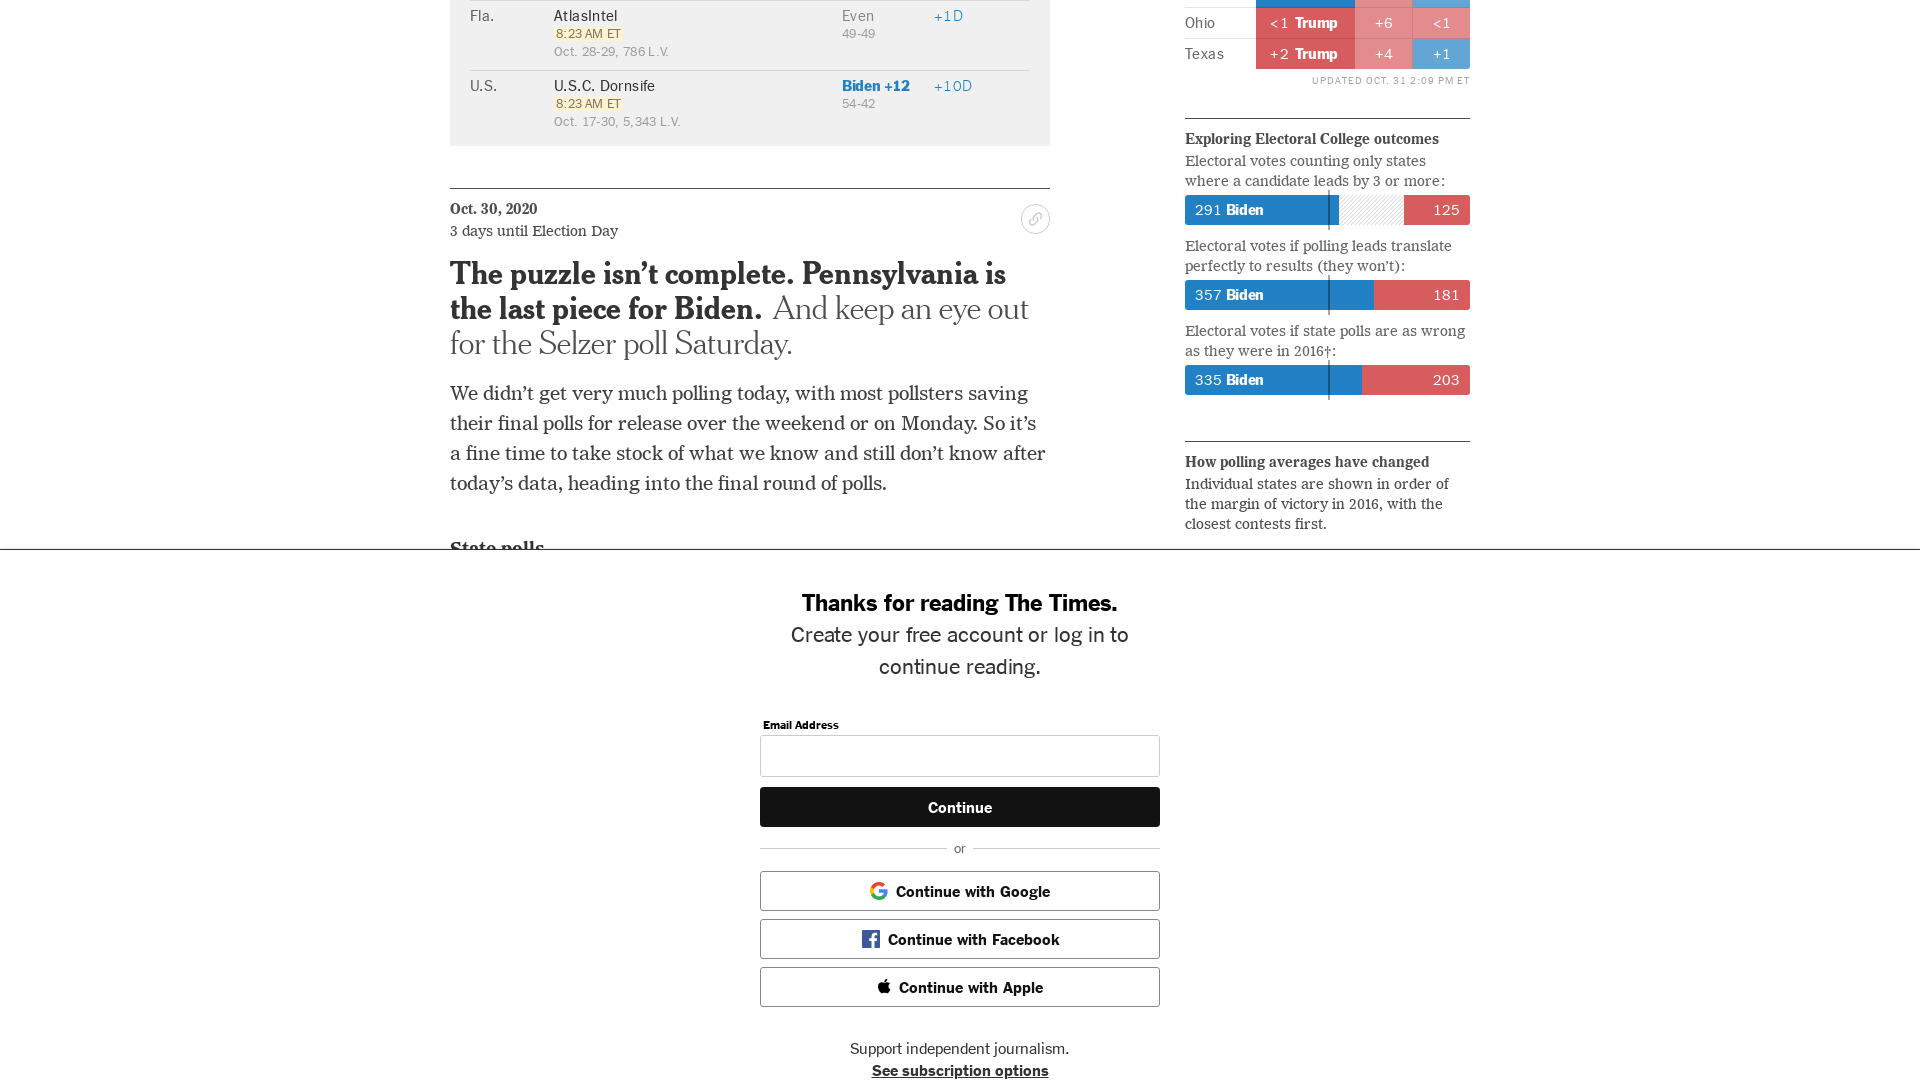 Fla.
AtlasIntel
Even
+1 D
8:23 AM ET
49-49
Oct. 28-29, 786 L.V.
U.S.
U.S.C. Dornsife
Biden +12
+10 D
8:23 AM ET
54-42
Oct. 17-30, 5,343 L.V.
Oct. 30, 2020
3 days until Election Day
The puzzle isn’t complete. Pennsylvania is
the last piece for Biden. And keep an eye out
for the Selzer poll Saturday.
We didn’t get very much polling today, with most pollsters saving
their final polls for release over the weekend or on Monday. So it’s
a fine time to take stock of what we know and still don’t know after
today’s data, heading into the final round of polls.
State polls
Ohio <1 Trump +6 <1
Texas +2 Trump +4 +1
UPDATED OCT. 31 2:09 PM ET
Exploring Electoral College outcomes
Electoral votes counting only states
where a candidate leads by 3 or more:
291 Biden 125
Electoral votes if polling leads translate
perfectly to results (they won’t):
357 Biden 181
Electoral votes if state polls are as wrong
as they were in 2016†:
335 Biden 203
How polling averages have changed
Individual states are shown in order of
the margin of victory in 2016, with the
closest contests first.
Thanks for reading The Times.
Create your free account or log in to
continue reading.
Email Address
Continue
or
Continue with Google
Continue with Facebook
Continue with Apple
Support independent journalism.
See subscription options